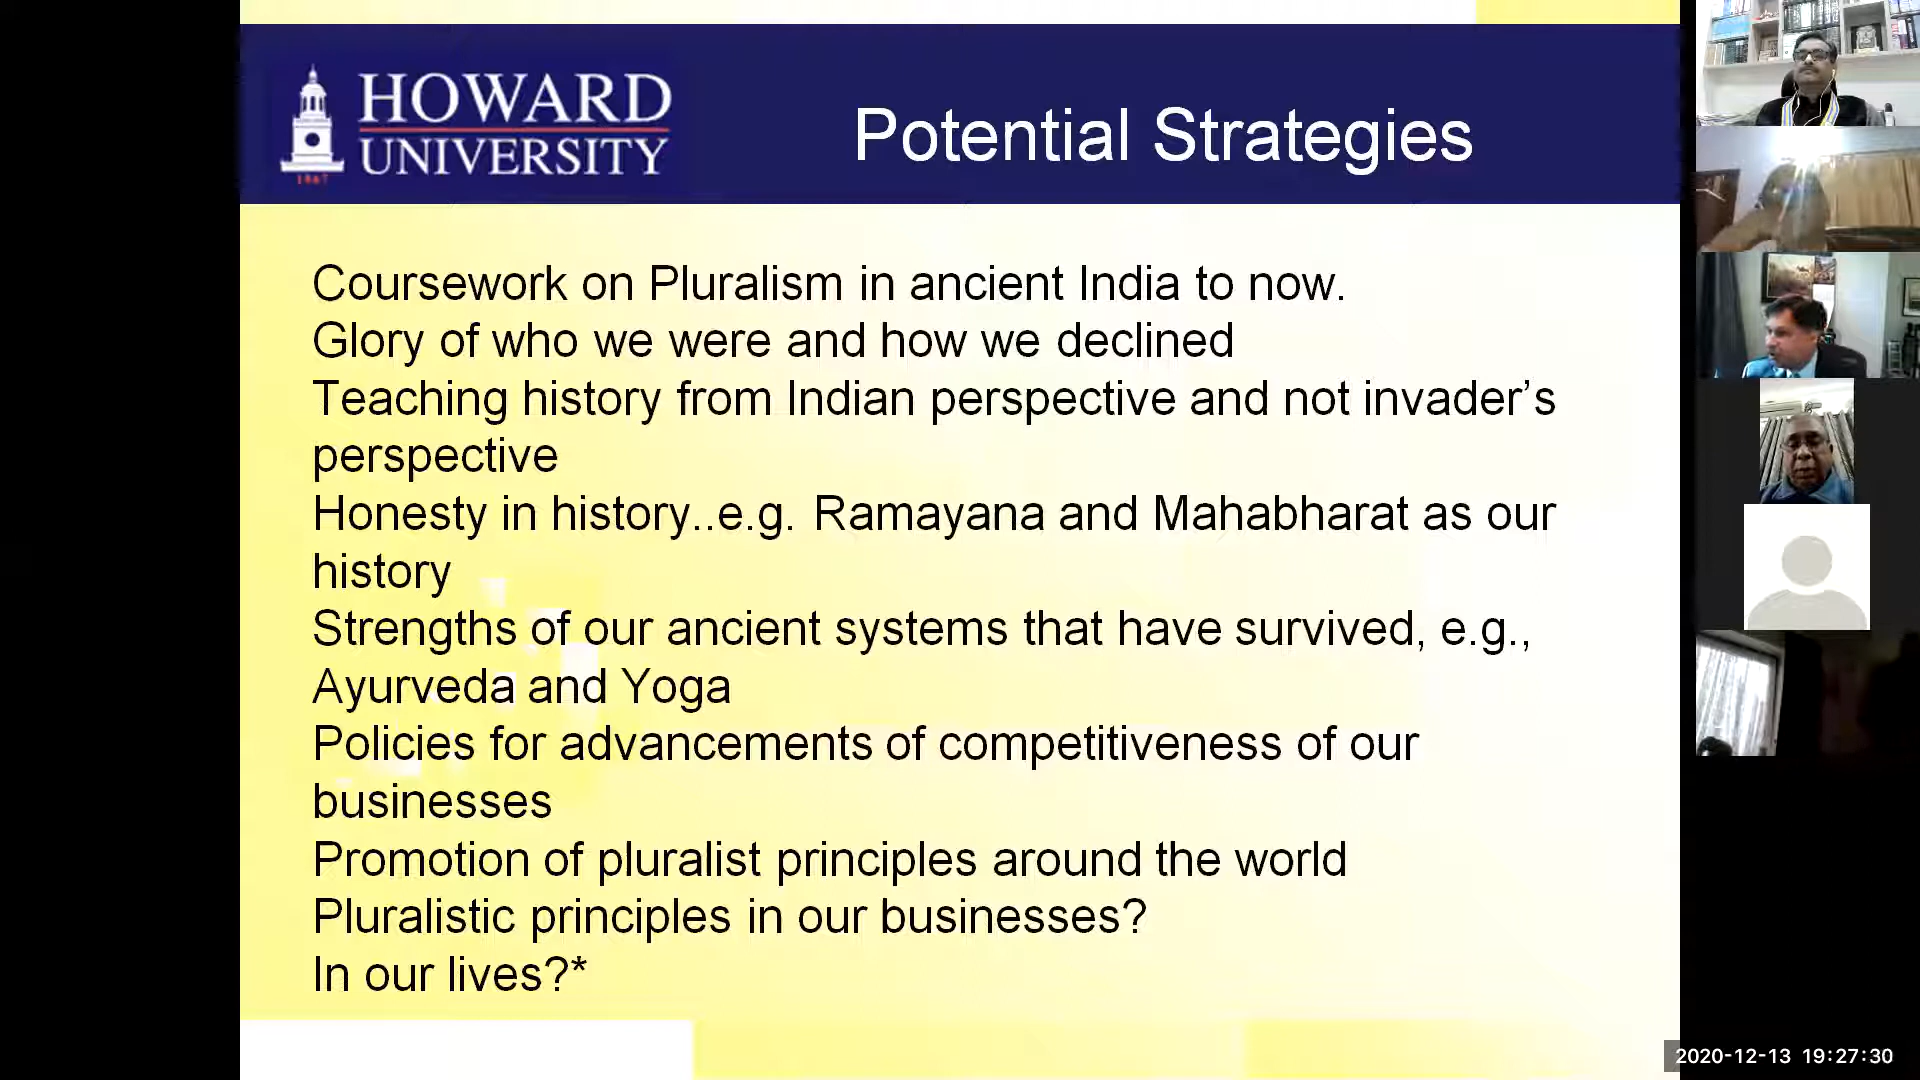 HOWARD
UNIVERSITY
1867
Potential Strategies
Coursework on Pluralism in ancient India to now.
Glory of who we were and how we declined
Teaching history from Indian perspective and not invader’s
perspective
Honesty in history..e.g. Ramayana and Mahabharat as our
history
Strengths of our ancient systems that have survived, e.g.,
Ayurveda and Yoga
Policies for advancements of competitiveness of our
businesses
Promotion of pluralist principles around the world
Pluralistic principles in our businesses?
In our lives?*
2020-12-13 19:27:30